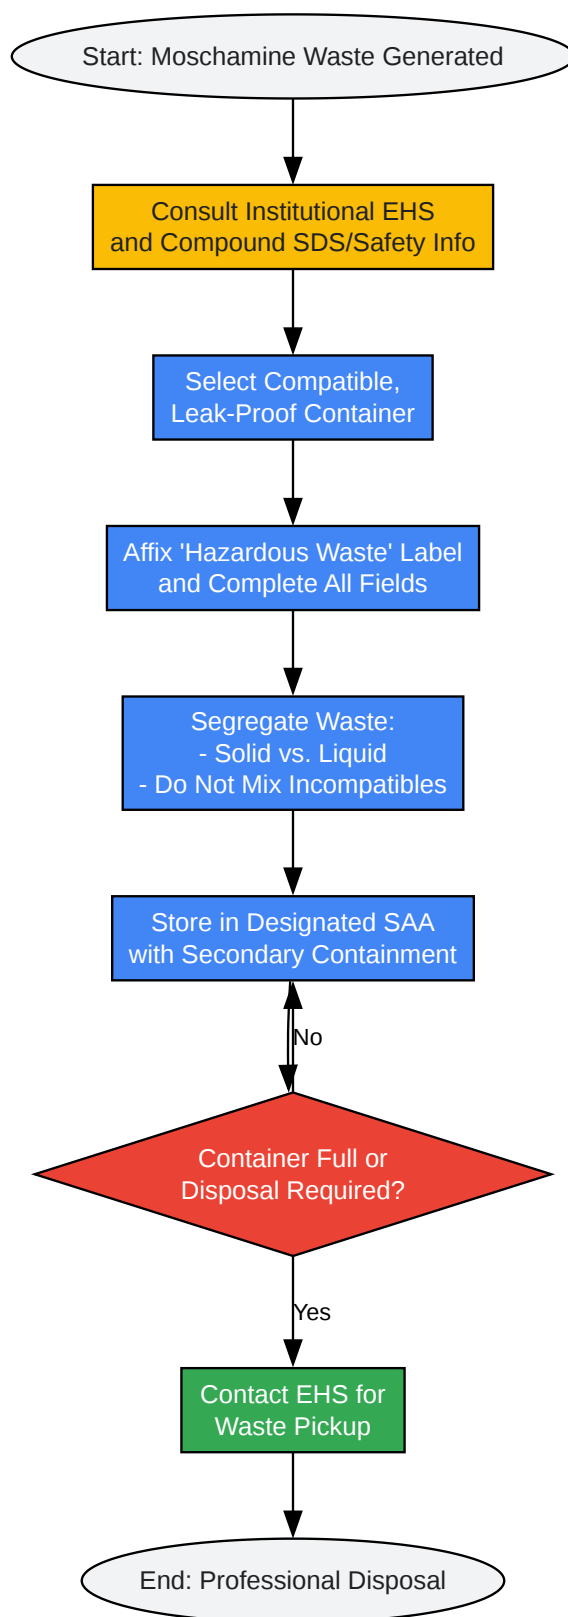 Start: Moschamine Waste Generated
Consult Institutional EHS
and Compound SDS/Safety Info
Select Compatible,
Leak-Proof Container
Affix 'Hazardous Waste' Label
and Complete All Fields
Segregate Waste:
- Solid vs. Liquid
- Do Not Mix Incompatibles
Store in Designated SAA
with Secondary Containment
No
Container Full or
Disposal Required?
Yes
Contact EHS for
Waste Pickup
End: Professional Disposal